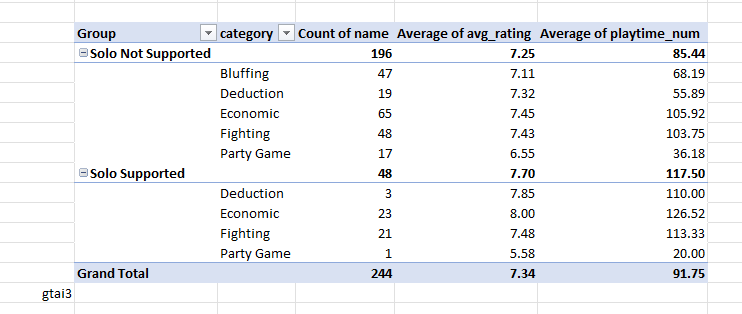 Group category Count of name Average of avg_rating Average of playtime_num
Solo Not Supported 196 7.25 85.44
Bluffing 47 7.11 68.19
Deduction 19 7.32 55.89
Economic 65 7.45 105.92
Fighting 48 7.43 103.75
Party Game 17 6.55 36.18
Solo Supported 48 7.70 117.50
Deduction 3 7.85 110.00
Economic 23 8.00 126.52
Fighting 21 7.48 113.33
Party Game 1 5.58 20.00
Grand Total 244 7.34 91.75
gtai3